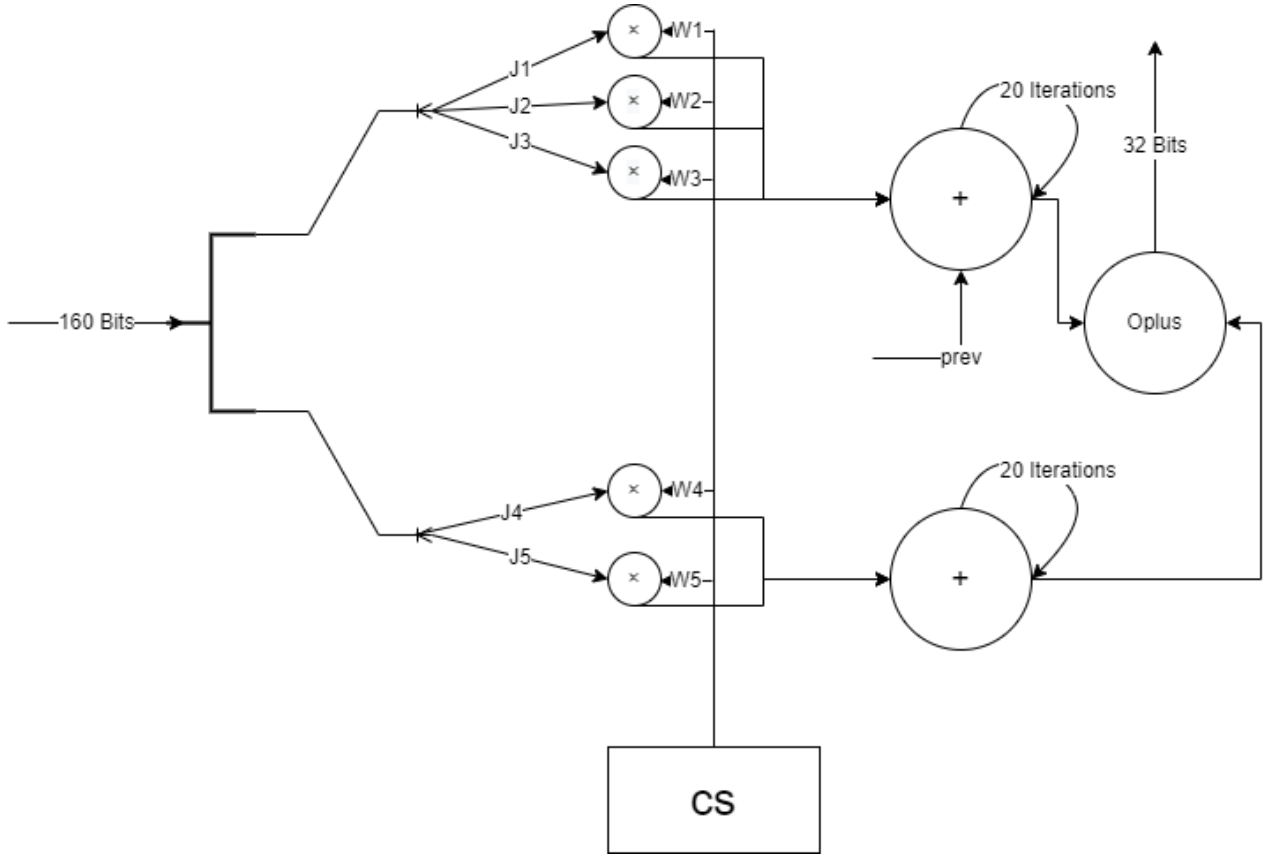 W1
J1
20 Iterations
J2
W2
32 Bits
J3
W3
+
160 Bits
Oplus
prev
20 Iterations
W4
J4
J5
W5
+
CS